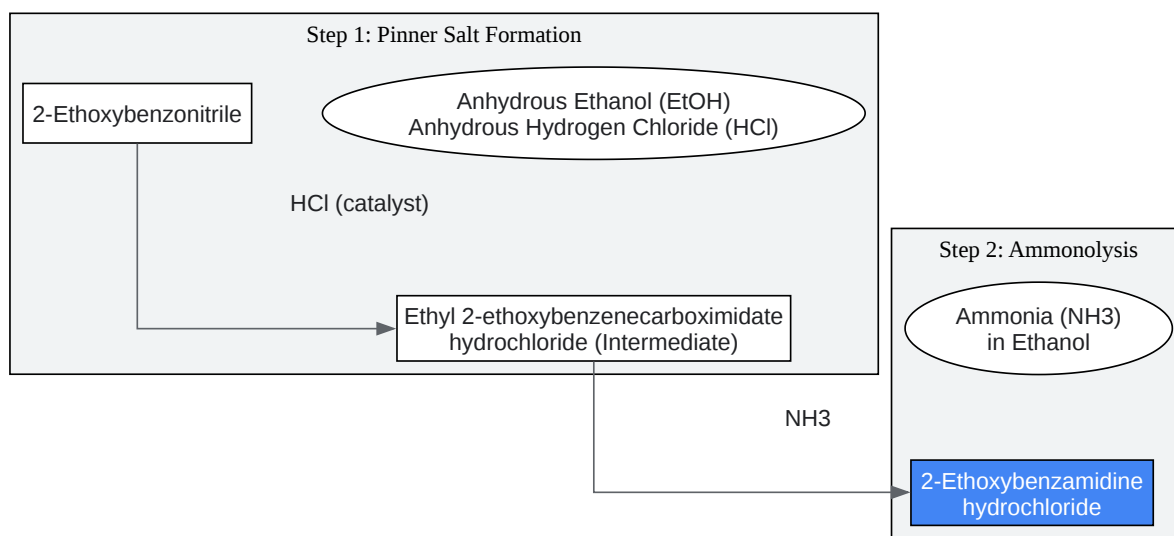 Step 1: Pinner Salt Formation
2-Ethoxybenzonitrile
Anhydrous Ethanol (EtOH)
Anhydrous Hydrogen Chloride (HCl)
HCl (catalyst)
Ethyl 2-ethoxybenzenecarboximidate
hydrochloride (Intermediate)
Step 2: Ammonolysis
Ammonia (NH3)
in Ethanol
NH3
2-Ethoxybenzamidine
hydrochloride